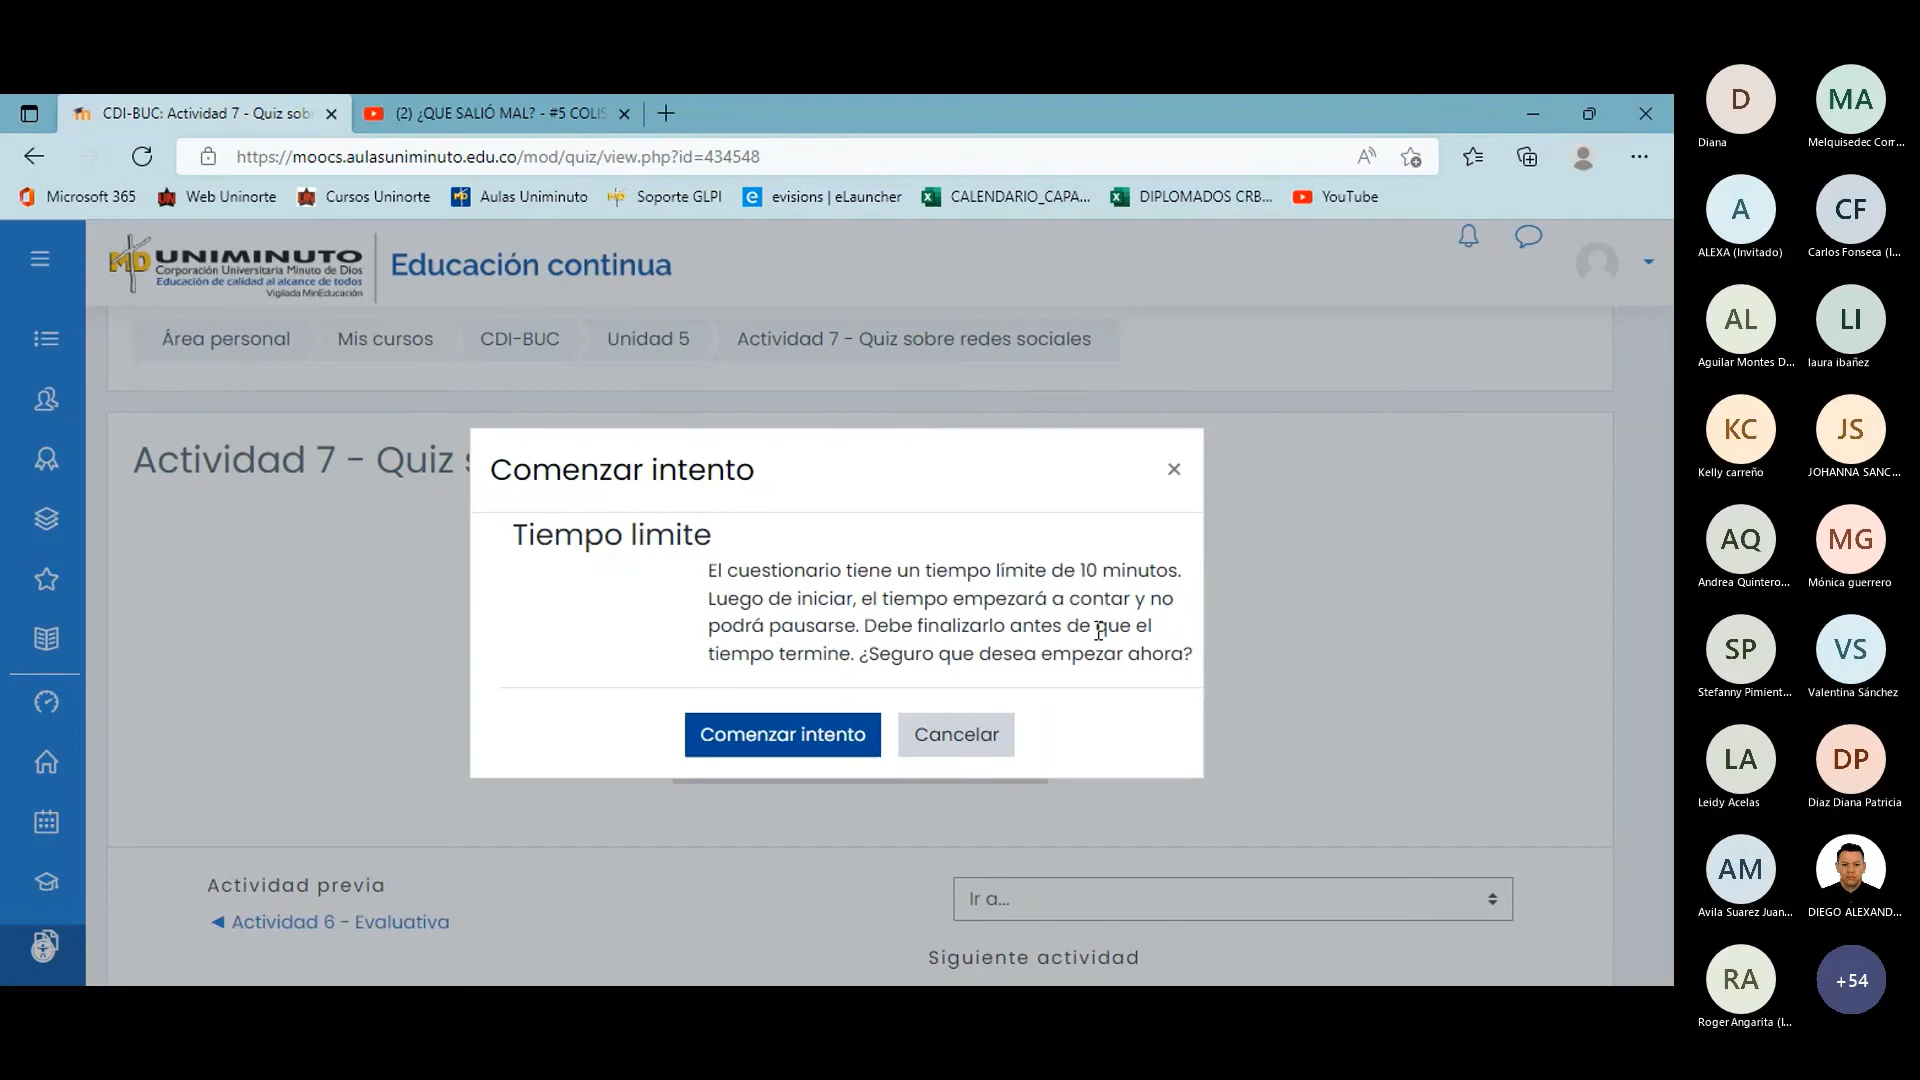 CDI-BUC: Actividad 7 - Quiz sob
(2) ¿QUE SALIÓ MAL? - #5 COLIS
https://moocs.aulasuniminuto.edu.co/mod/quiz/view.php?id=434548
Microsoft 365
Web Uninorte
Cursos Uninorte
Aulas Uniminuto
Soporte GLPI
evisions | eLauncher
CALENDARIO_CAPA...
DIPLOMADOS CRB...
YouTube
UNIMINUTO
Corporación Universitaria Minuto de Dios
Educación de calidad al alcance de todos
Vigilada MinEducación
Educación continua
Área personal
Mis cursos
CDI-BUC
Unidad 5
Actividad 7 - Quiz sobre redes sociales
Actividad 7 - Quiz s
Comenzar intento
×
Tiempo limite
El cuestionario tiene un tiempo límite de 10 minutos.
Luego de iniciar, el tiempo empezará a contar y no
podrá pausarse. Debe finalizarlo antes de que el
tiempo termine. ¿Seguro que desea empezar ahora?
Comenzar intento
Cancelar
Actividad previa
◄ Actividad 6 - Evaluativa
Ir a...
Siguiente actividad
D
Diana
MA
Melquisedec Cor...
A
ALEXA (Invitado)
CF
Carlos Fonseca (I...
AL
Aguilar Montes D...
LI
laura ibañez
KC
Kelly carreño
JS
JOHANNA SANC...
AQ
Andrea Quintero...
MG
Mónica guerrero
SP
Stefanny Pimient...
VS
Valentina Sánchez
LA
Leidy Acelas
DP
Diaz Diana Patricia
AM
Avila Suarez Juan...
DIEGO ALEXAND...
RA
Roger Angarita (I...
+54